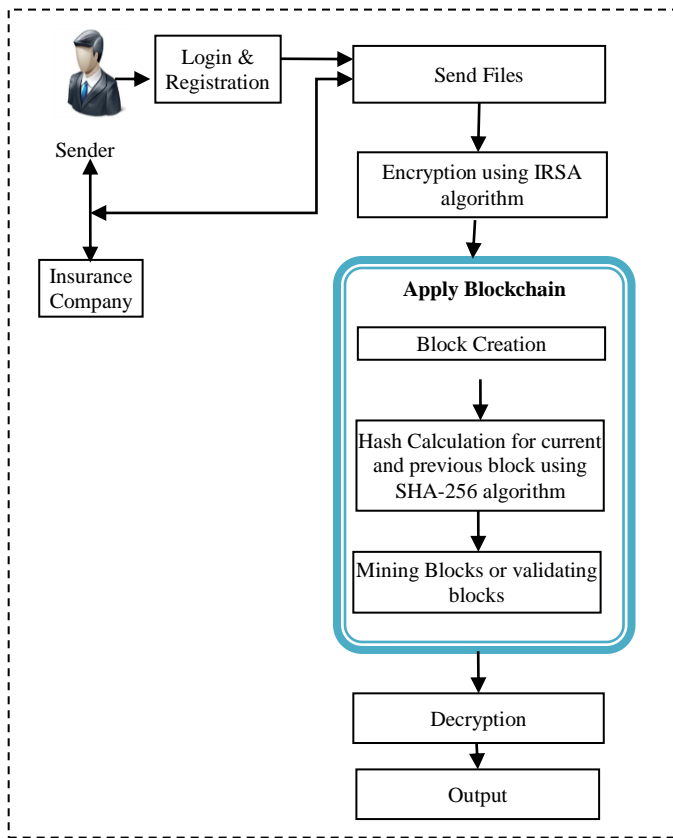 Login &
Registration
Send Files
Sender
Encryption using IRSA
algorithm
Insurance
Company
Apply Blockchain
Block Creation
Hash Calculation for current
and previous block using
SHA-256 algorithm
Mining Blocks or validating
blocks
Decryption
Output